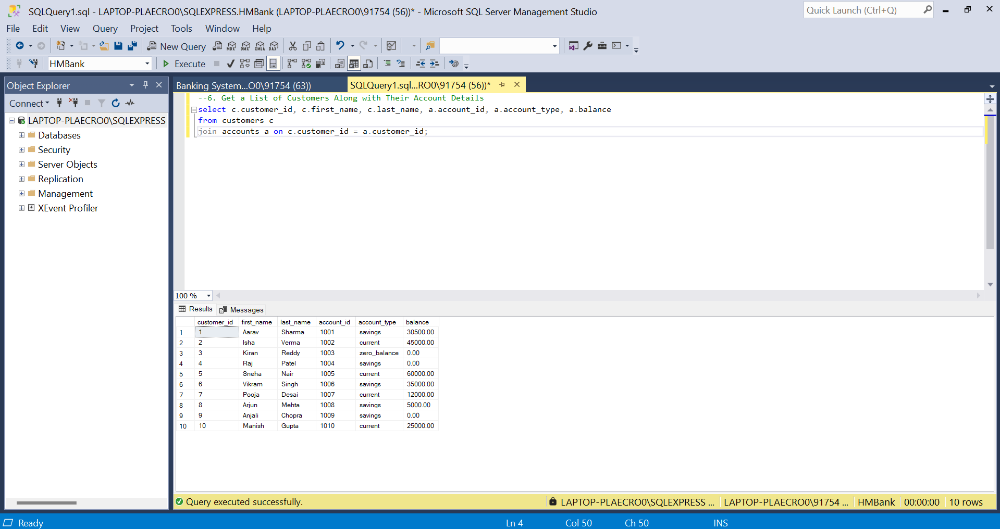 SQLQuery1.sql - LAPTOP-PLAECRO0\SQLEXPRESS.HMBank (LAPTOP-PLAECRO0\91754 (56))* - Microsoft SQL Server Management Studio
Quick Launch (Ctrl+Q)
File Edit View Query Project Tools Window Help
New Query MDX DMX XMLA DAX
HMBank Execute
Object Explorer
Banking System...O0\91754 (63))
SQLQuery1.sql...RO0\91754 (56))*
Connect
LAPTOP-PLAECRO0\SQLEXPRESS
Databases
Security
Server Objects
Replication
Management
XEvent Profiler
--6. Get a List of Customers Along with Their Account Details
select c.customer_id, c.first_name, c.last_name, a.account_id, a.account_type, a.balance
from customers c
join accounts a on c.customer_id = a.customer_id;
100 %
Results Messages
customer_id first_name last_name account_id account_type balance
1 1 Aarav Sharma 1001 savings 30500.00
2 2 Isha Verma 1002 current 45000.00
3 3 Kiran Reddy 1003 zero_balance 0.00
4 4 Raj Patel 1004 savings 0.00
5 5 Sneha Nair 1005 current 60000.00
6 6 Vikram Singh 1006 savings 35000.00
7 7 Pooja Desai 1007 current 12000.00
8 8 Arjun Mehta 1008 savings 5000.00
9 9 Anjali Chopra 1009 savings 0.00
10 10 Manish Gupta 1010 current 25000.00
Query executed successfully. LAPTOP-PLAECRO0\SQLEXPRESS ... LAPTOP-PLAECRO0\91754 ... HMBank 00:00:00 10 rows
Ready Ln 4 Col 50 Ch 50 INS